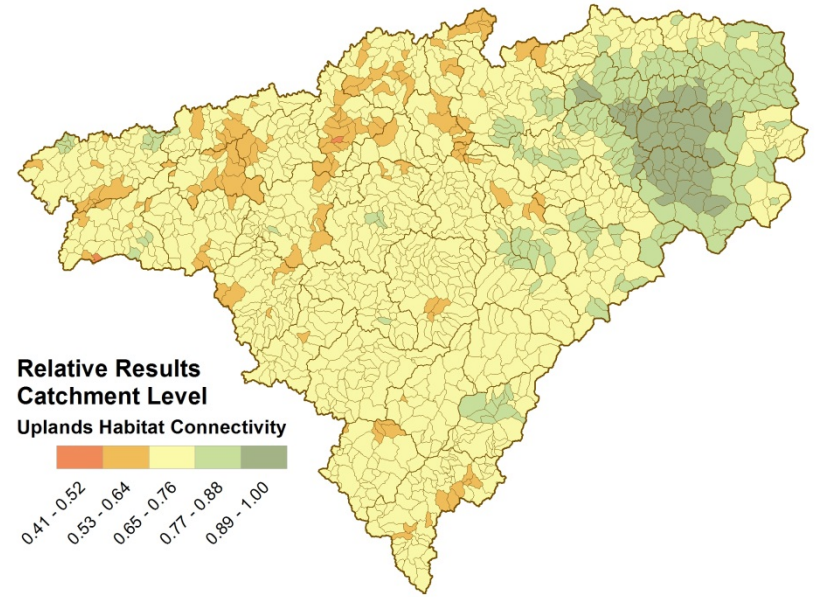 Relative Results
Catchment Level
Uplands Habitat Connectivity
0.41 - 0.52
0.53 - 0.64
0.65 - 0.76
0.77 - 0.88
0.89 - 1.00